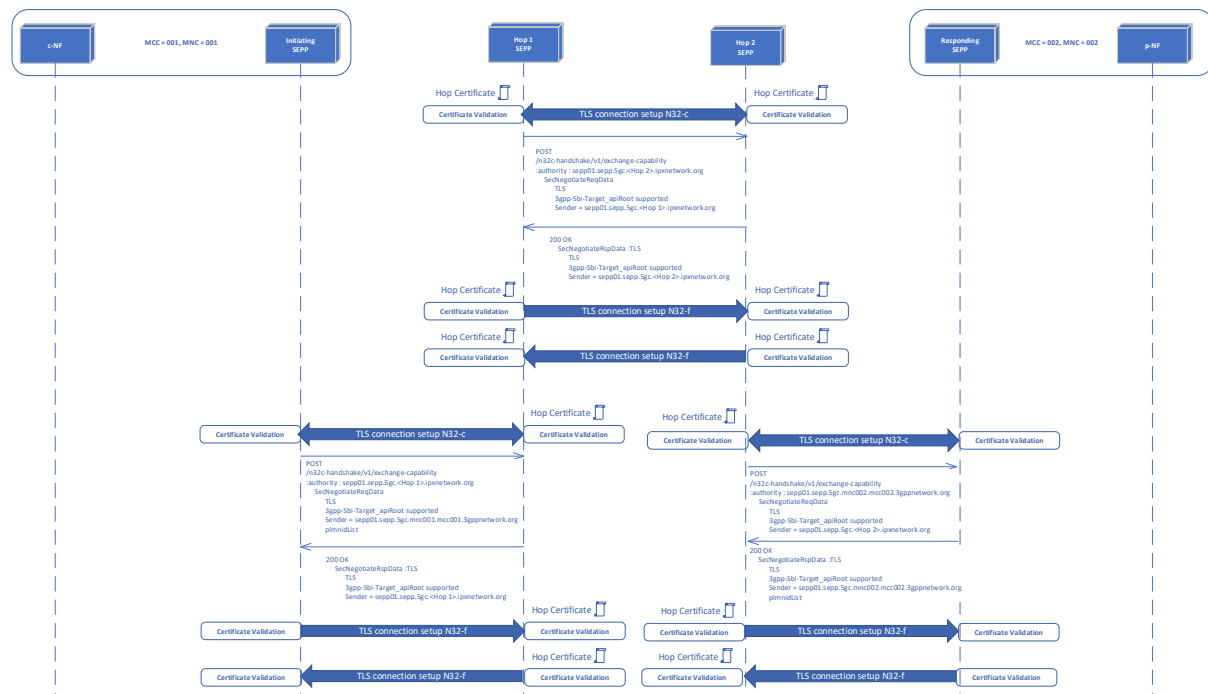 c-NF
MCC = 001, MNC = 001
Initiating
SEPP
Hop 1
SEPP
Hop 2
SEPP
Responding
SEPP
MCC = 002, MNC = 002
p-NF
Hop Certificate
Hop Certificate
Certificate Validation
TLS connection setup N32-c
Certificate Validation
POST
/n32c-handshake/v1/exchange-capability
:authority : sepp01.sepp.5gc.<Hop 2>.ipxnetwork.org
SecNegotiateReqData
TLS
3gpp-Sbi-Target_apiRoot supported
Sender = sepp01.sepp.5gc.<Hop 1>.ipxnetwork.org
200 OK
SecNegotiateRspData :TLS
TLS
3gpp-Sbi-Target_apiRoot supported
Sender = sepp01.sepp.5gc.<Hop 2>.ipxnetwork.org
Hop Certificate
Hop Certificate
Certificate Validation
TLS connection setup N32-f
Certificate Validation
Hop Certificate
Hop Certificate
Certificate Validation
TLS connection setup N32-f
Certificate Validation
Hop Certificate
Hop Certificate
Certificate Validation
TLS connection setup N32-c
Certificate Validation
Certificate Validation
TLS connection setup N32-c
Certificate Validation
POST
/n32c-handshake/v1/exchange-capability
:authority : sepp01.sepp.5gc.<Hop 1>.ipxnetwork.org
SecNegotiateReqData
TLS
3gpp-Sbi-Target_apiRoot supported
Sender = sepp01.sepp.5gc.mnc001.mcc001.3gppnetwork.org
plmnidList
POST
/n32c-handshake/v1/exchange-capability
:authority : sepp01.sepp.5gc.mnc002.mcc002.3gppnetwork.org
SecNegotiateReqData
TLS
3gpp-Sbi-Target_apiRoot supported
Sender = sepp01.sepp.5gc.<Hop 2>.ipxnetwork.org
200 OK
SecNegotiateRspData :TLS
TLS
3gpp-Sbi-Target_apiRoot supported
Sender = sepp01.sepp.5gc.<Hop 1>.ipxnetwork.org
200 OK
SecNegotiateRspData :TLS
TLS
3gpp-Sbi-Target_apiRoot supported
Sender = sepp01.sepp.5gc.mnc002.mcc002.3gppnetwork.org
plmnidList
Hop Certificate
Hop Certificate
Certificate Validation
TLS connection setup N32-f
Certificate Validation
Certificate Validation
TLS connection setup N32-f
Certificate Validation
Hop Certificate
Hop Certificate
Certificate Validation
TLS connection setup N32-f
Certificate Validation
Certificate Validation
TLS connection setup N32-f
Certificate Validation